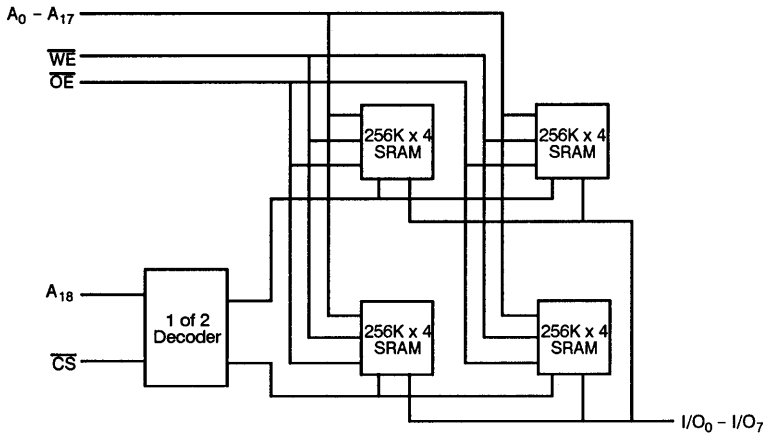 A0 – A17
WE
OE
256K x 4
SRAM
256K x 4
SRAM
A18
1 of 2
Decoder
CS
256K x 4
SRAM
256K x 4
SRAM
I/O0 – I/O7